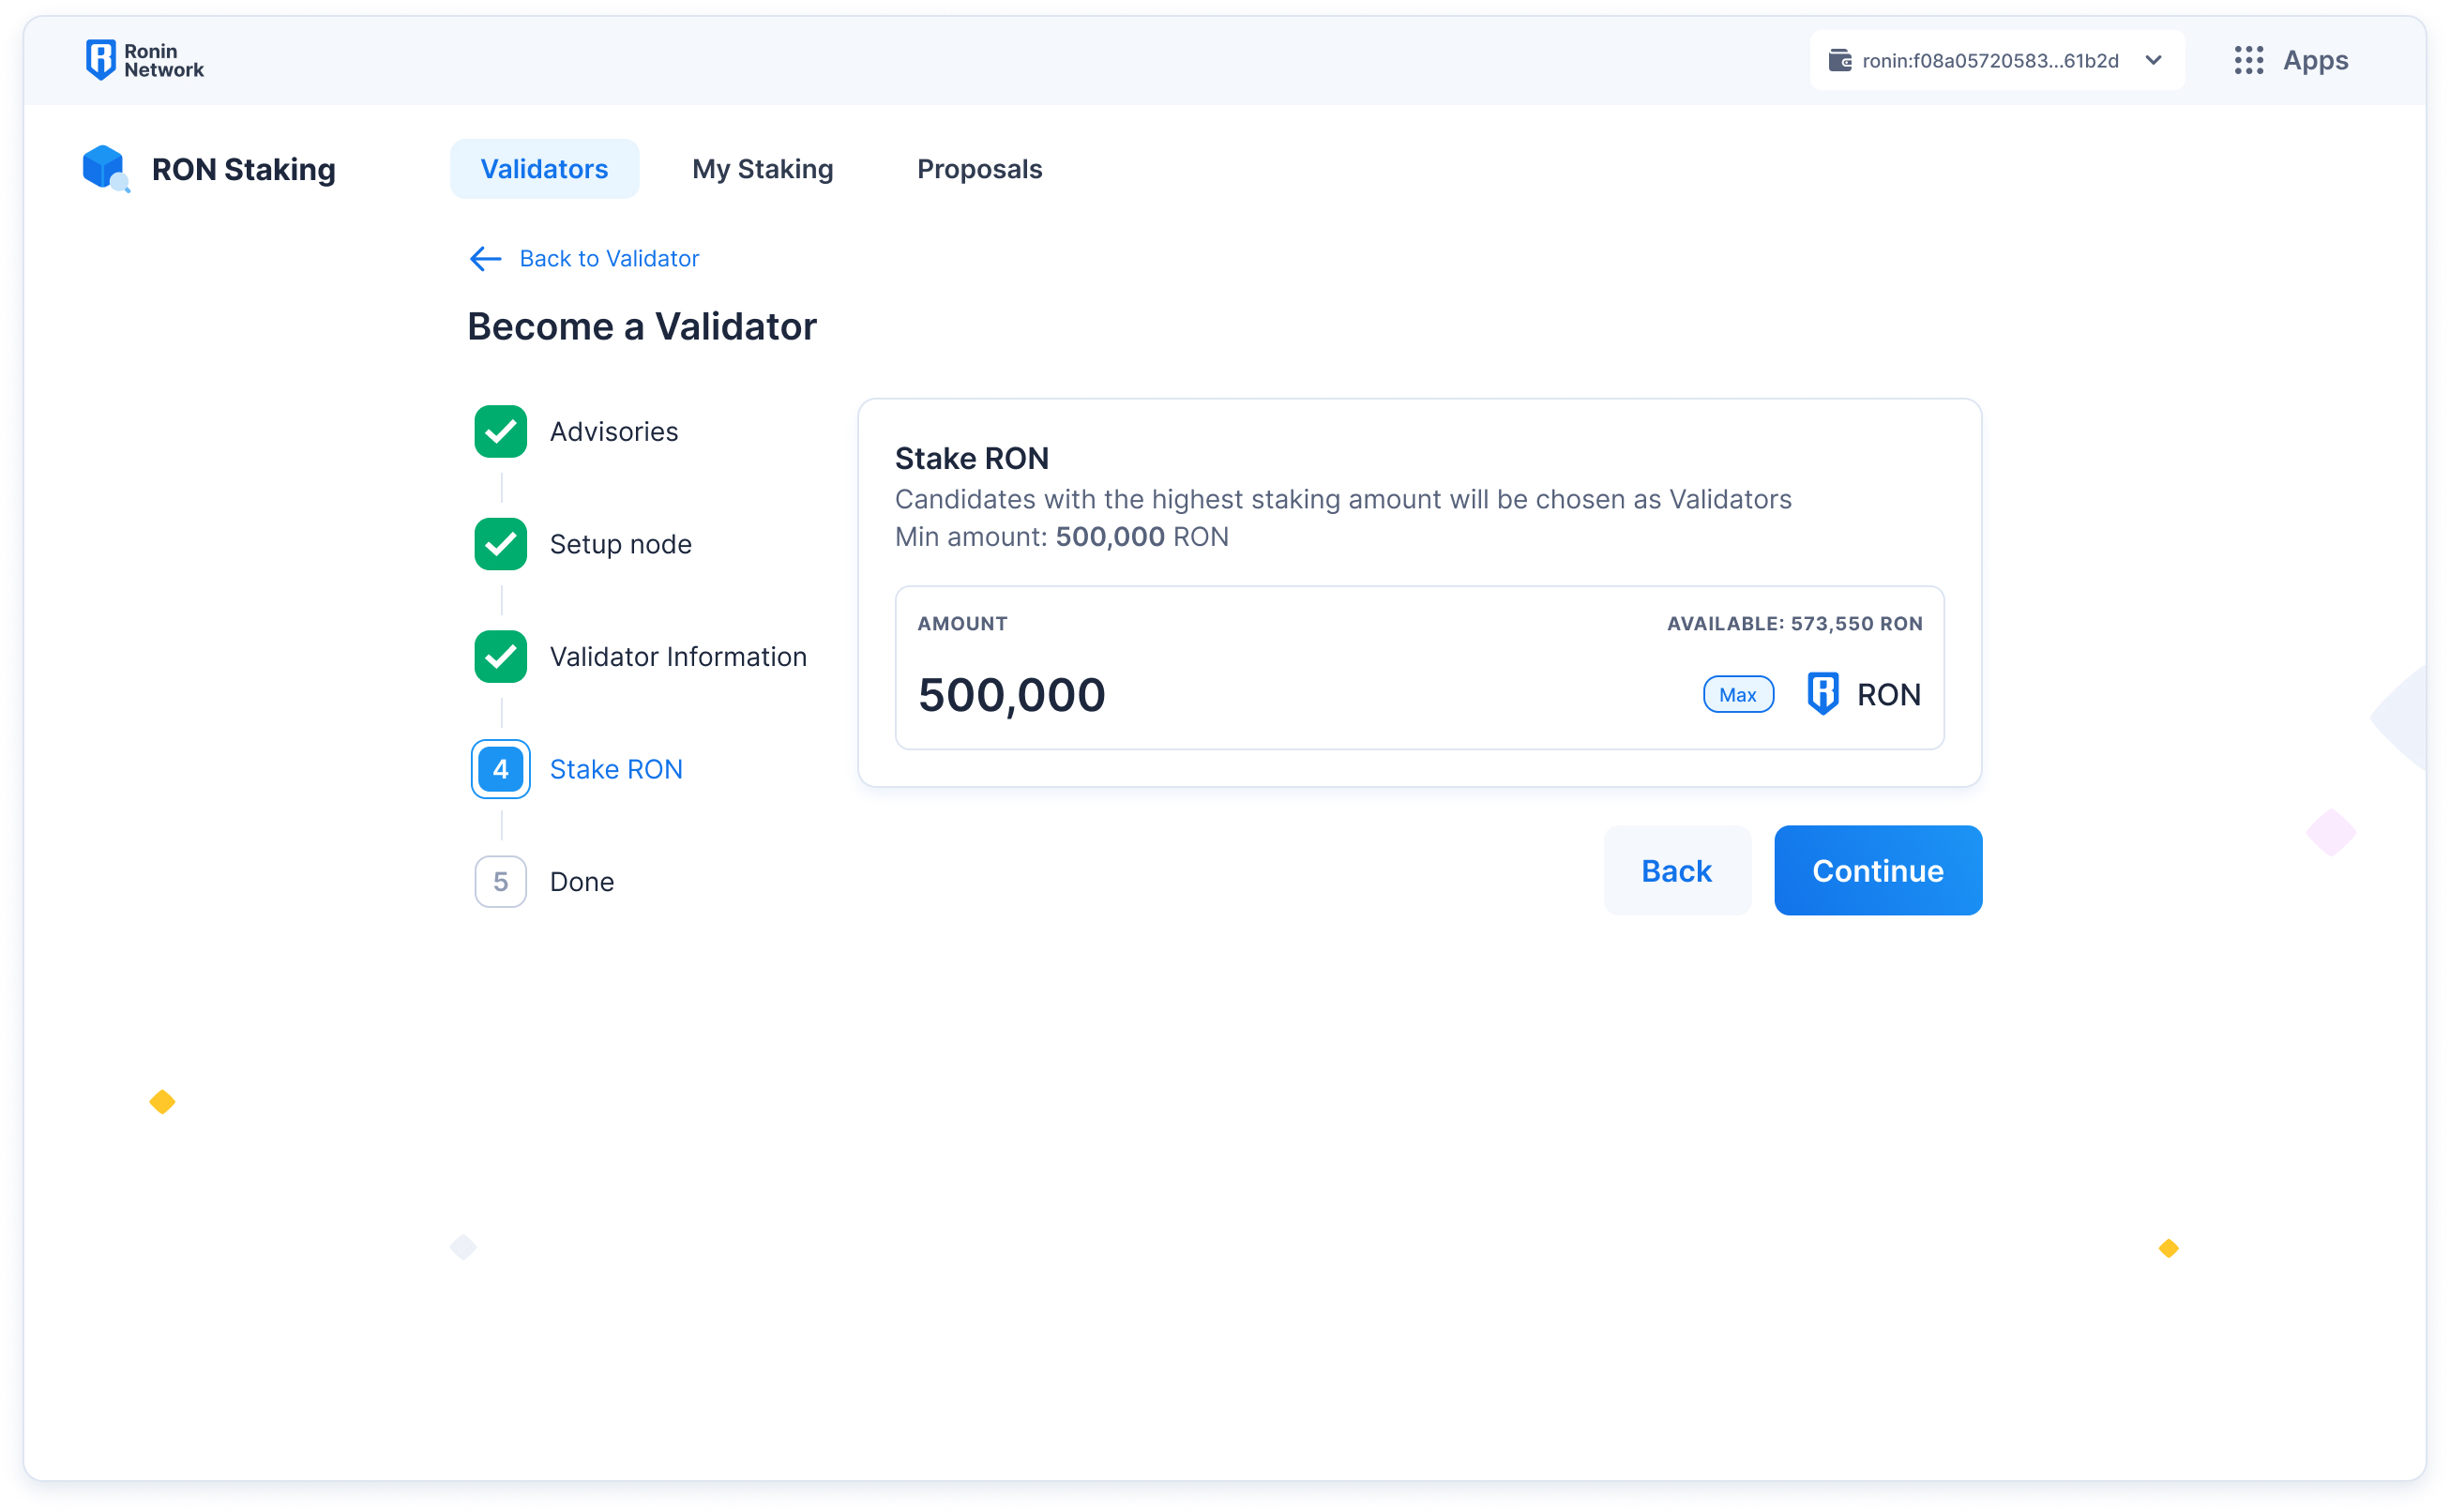 Ronin
Network
ronin:f08a05720583...61b2d
Apps
RON Staking
Validators
My Staking
Proposals
Back to Validator
Become a Validator
Advisories
Setup node
Validator Information
4
Stake RON
5
Done
Stake RON
Candidates with the highest staking amount will be chosen as Validators
Min amount: 500,000 RON
AMOUNT
AVAILABLE: 573,550 RON
500,000
Max
RON
Back
Continue